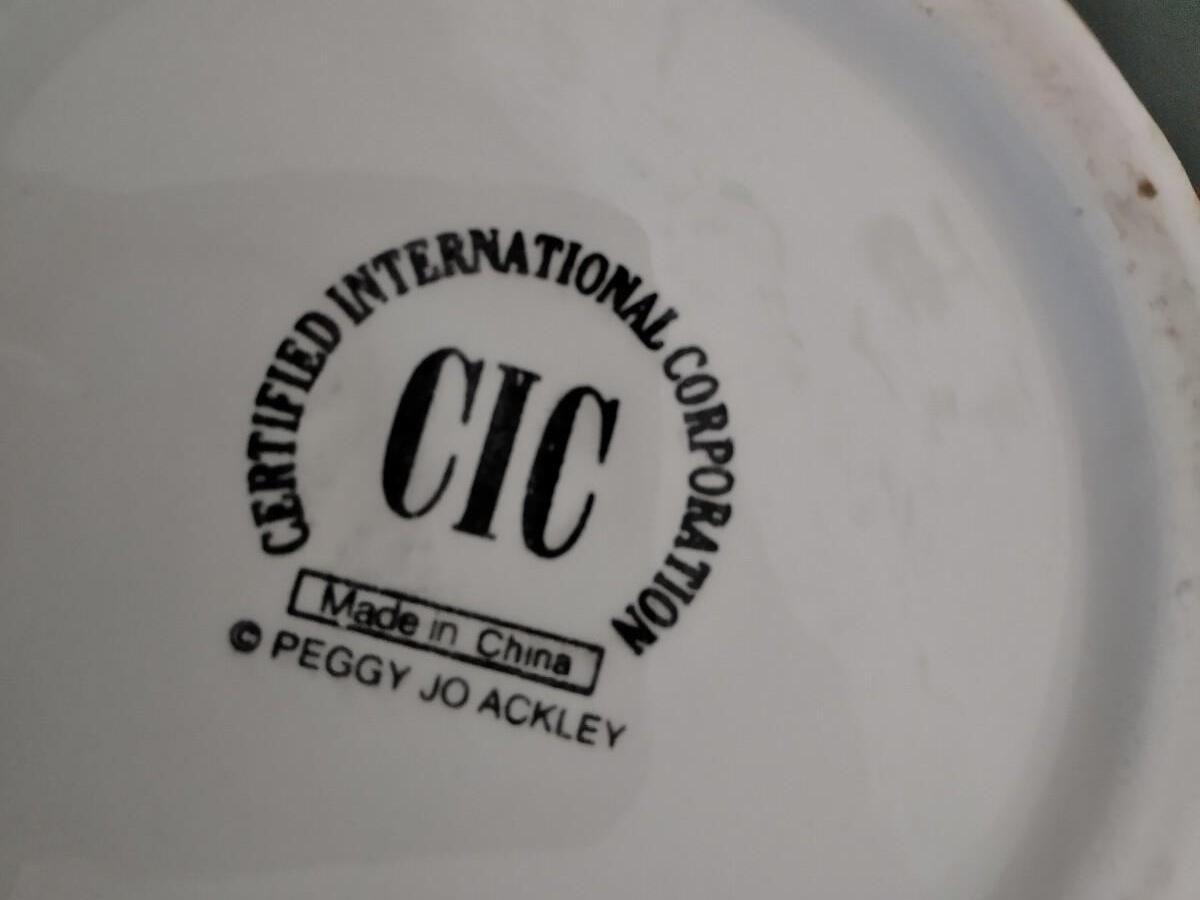 CERTIFIED INTERNATIONAL CORPORATION
CIC
Made in China
© PEGGY JO ACKLEY